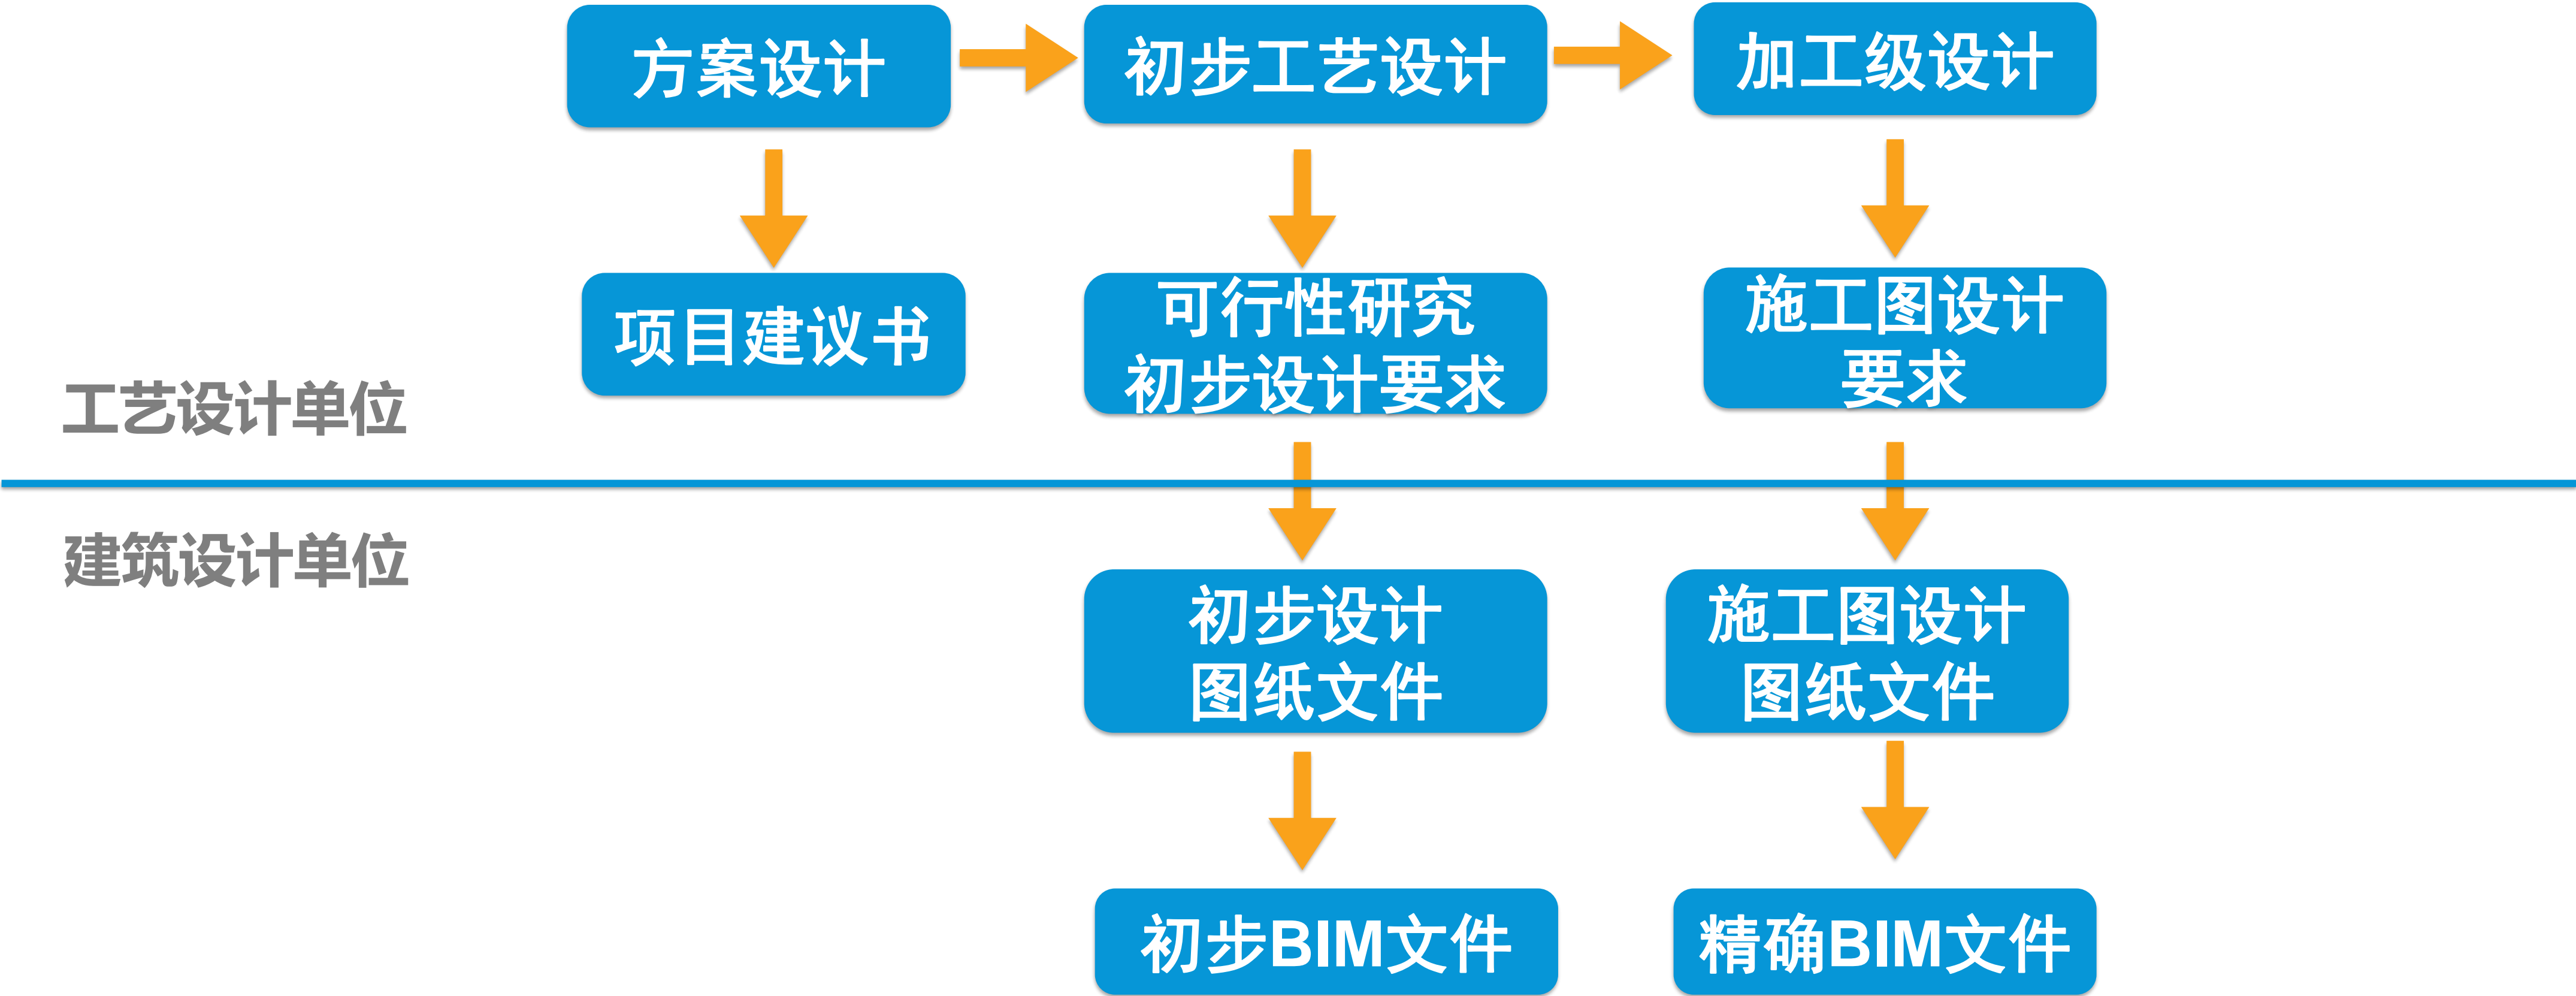 方案设计
初步工艺设计
加工级设计
项目建议书
可行性研究
初步设计要求
施工图设计
要求
工艺设计单位
建筑设计单位
初步设计
图纸文件
施工图设计
图纸文件
初步BIM文件
精确BIM文件